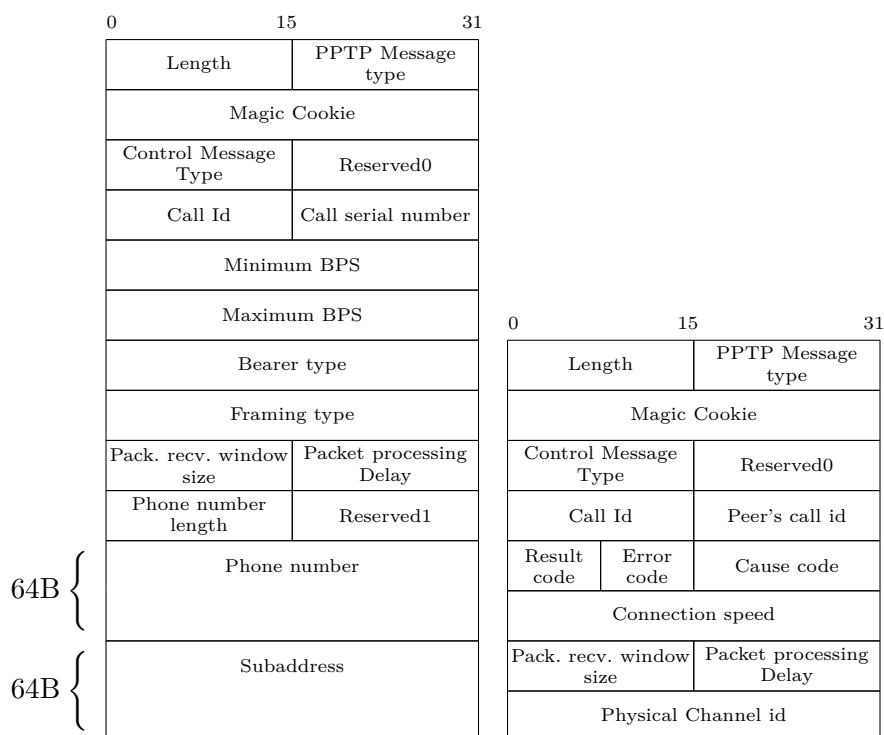 0 15 31
Length
PPTP Message
type
Magic Cookie
Control Message
Type
Reserved0
Call Id
Call serial number
Minimum BPS
Maximum BPS
Bearer type
Framing type
Pack. recv. window
size
Packet processing
Delay
Phone number
length
Reserved1
64B
Phone number
64B
Subaddress
0 15 31
Length
PPTP Message
type
Magic Cookie
Control Message
Type
Reserved0
Call Id
Peer's call id
Result
code
Error
code
Cause code
Connection speed
Pack. recv. window
size
Packet processing
Delay
Physical Channel id